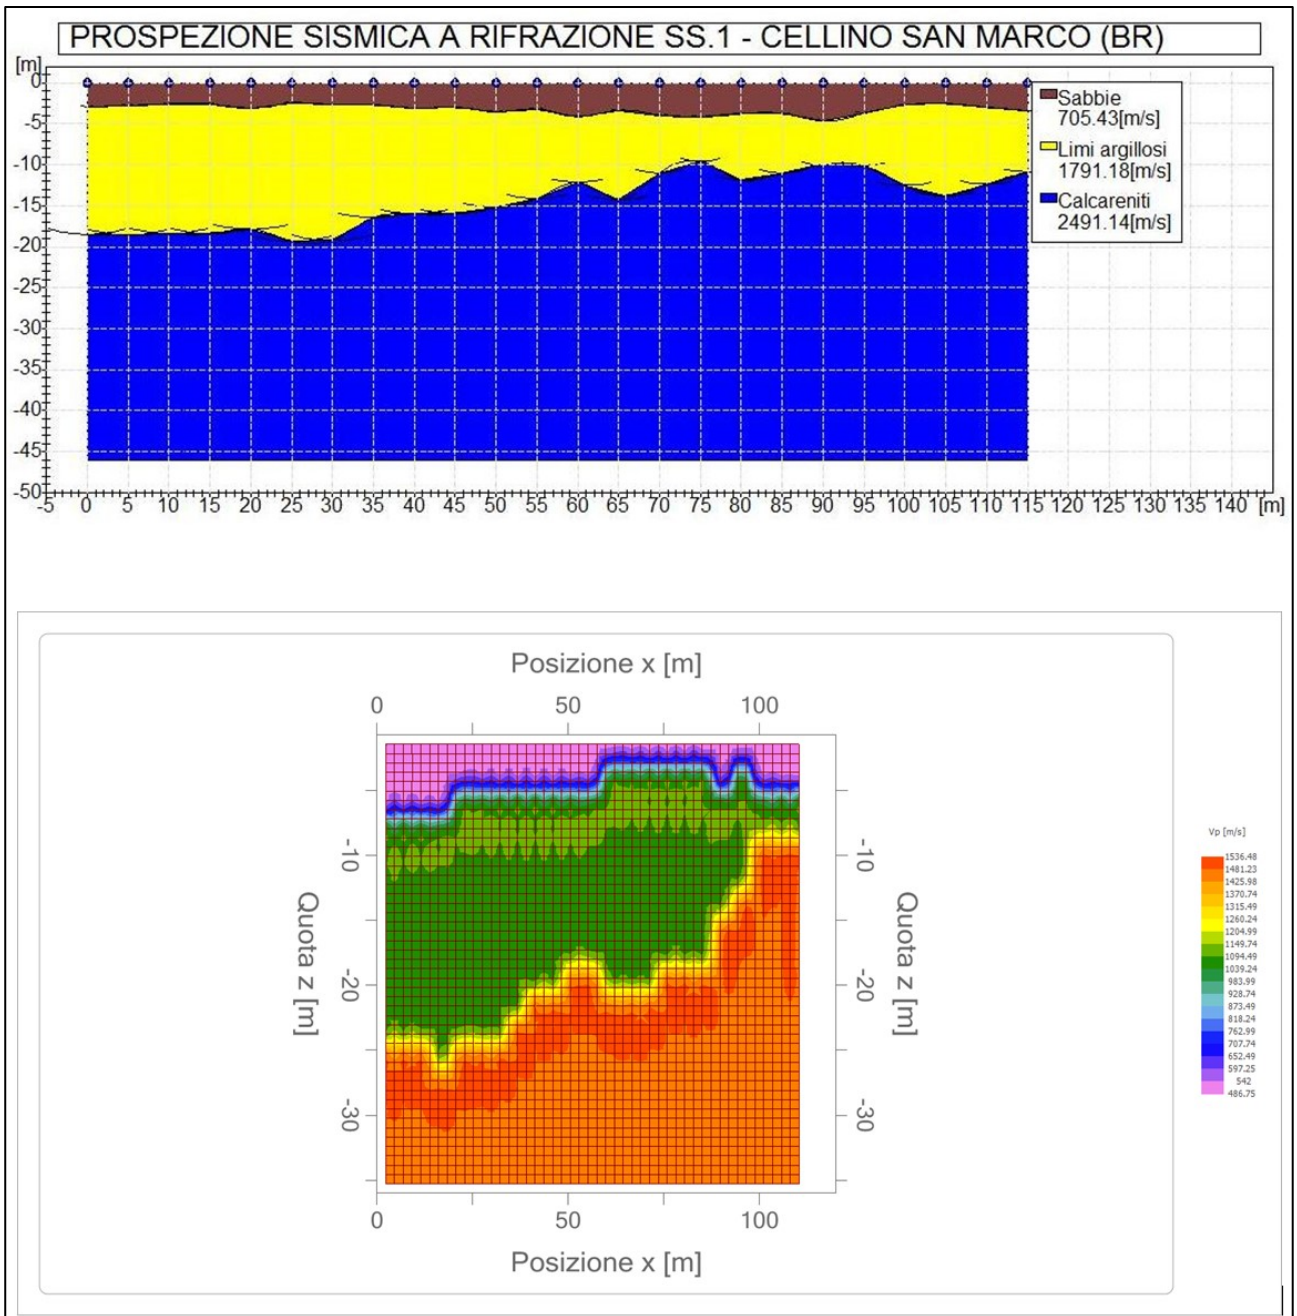 PROSPEZIONE SISMICA A RIFRAZIONE SS.1 - CELLINO SAN MARCO (BR)
[m]
0
-5
-10
-15
-20
-25
-30
-35
-40
-45
-50
Sabbie
705.43[m/s]
Limi argillosi
1791.18[m/s]
Calcareniti
2491.14[m/s]
-5 0 5 10 15 20 25 30 35 40 45 50 55 60 65 70 75 80 85 90 95 100 105 110 115 120 125 130 135 140 [m]
Posizione x [m]
0 50 100
-10 -10
Quota z [m] Quota z [m]
-20 -20
-30 -30
0 50 100
Posizione x [m]
Vp [m/s]
1536.48
1481.23
1425.98
1370.74
1315.49
1260.24
1204.99
1149.74
1094.49
1039.24
983.99
928.74
873.49
818.24
762.99
707.74
652.49
597.25
542
486.75